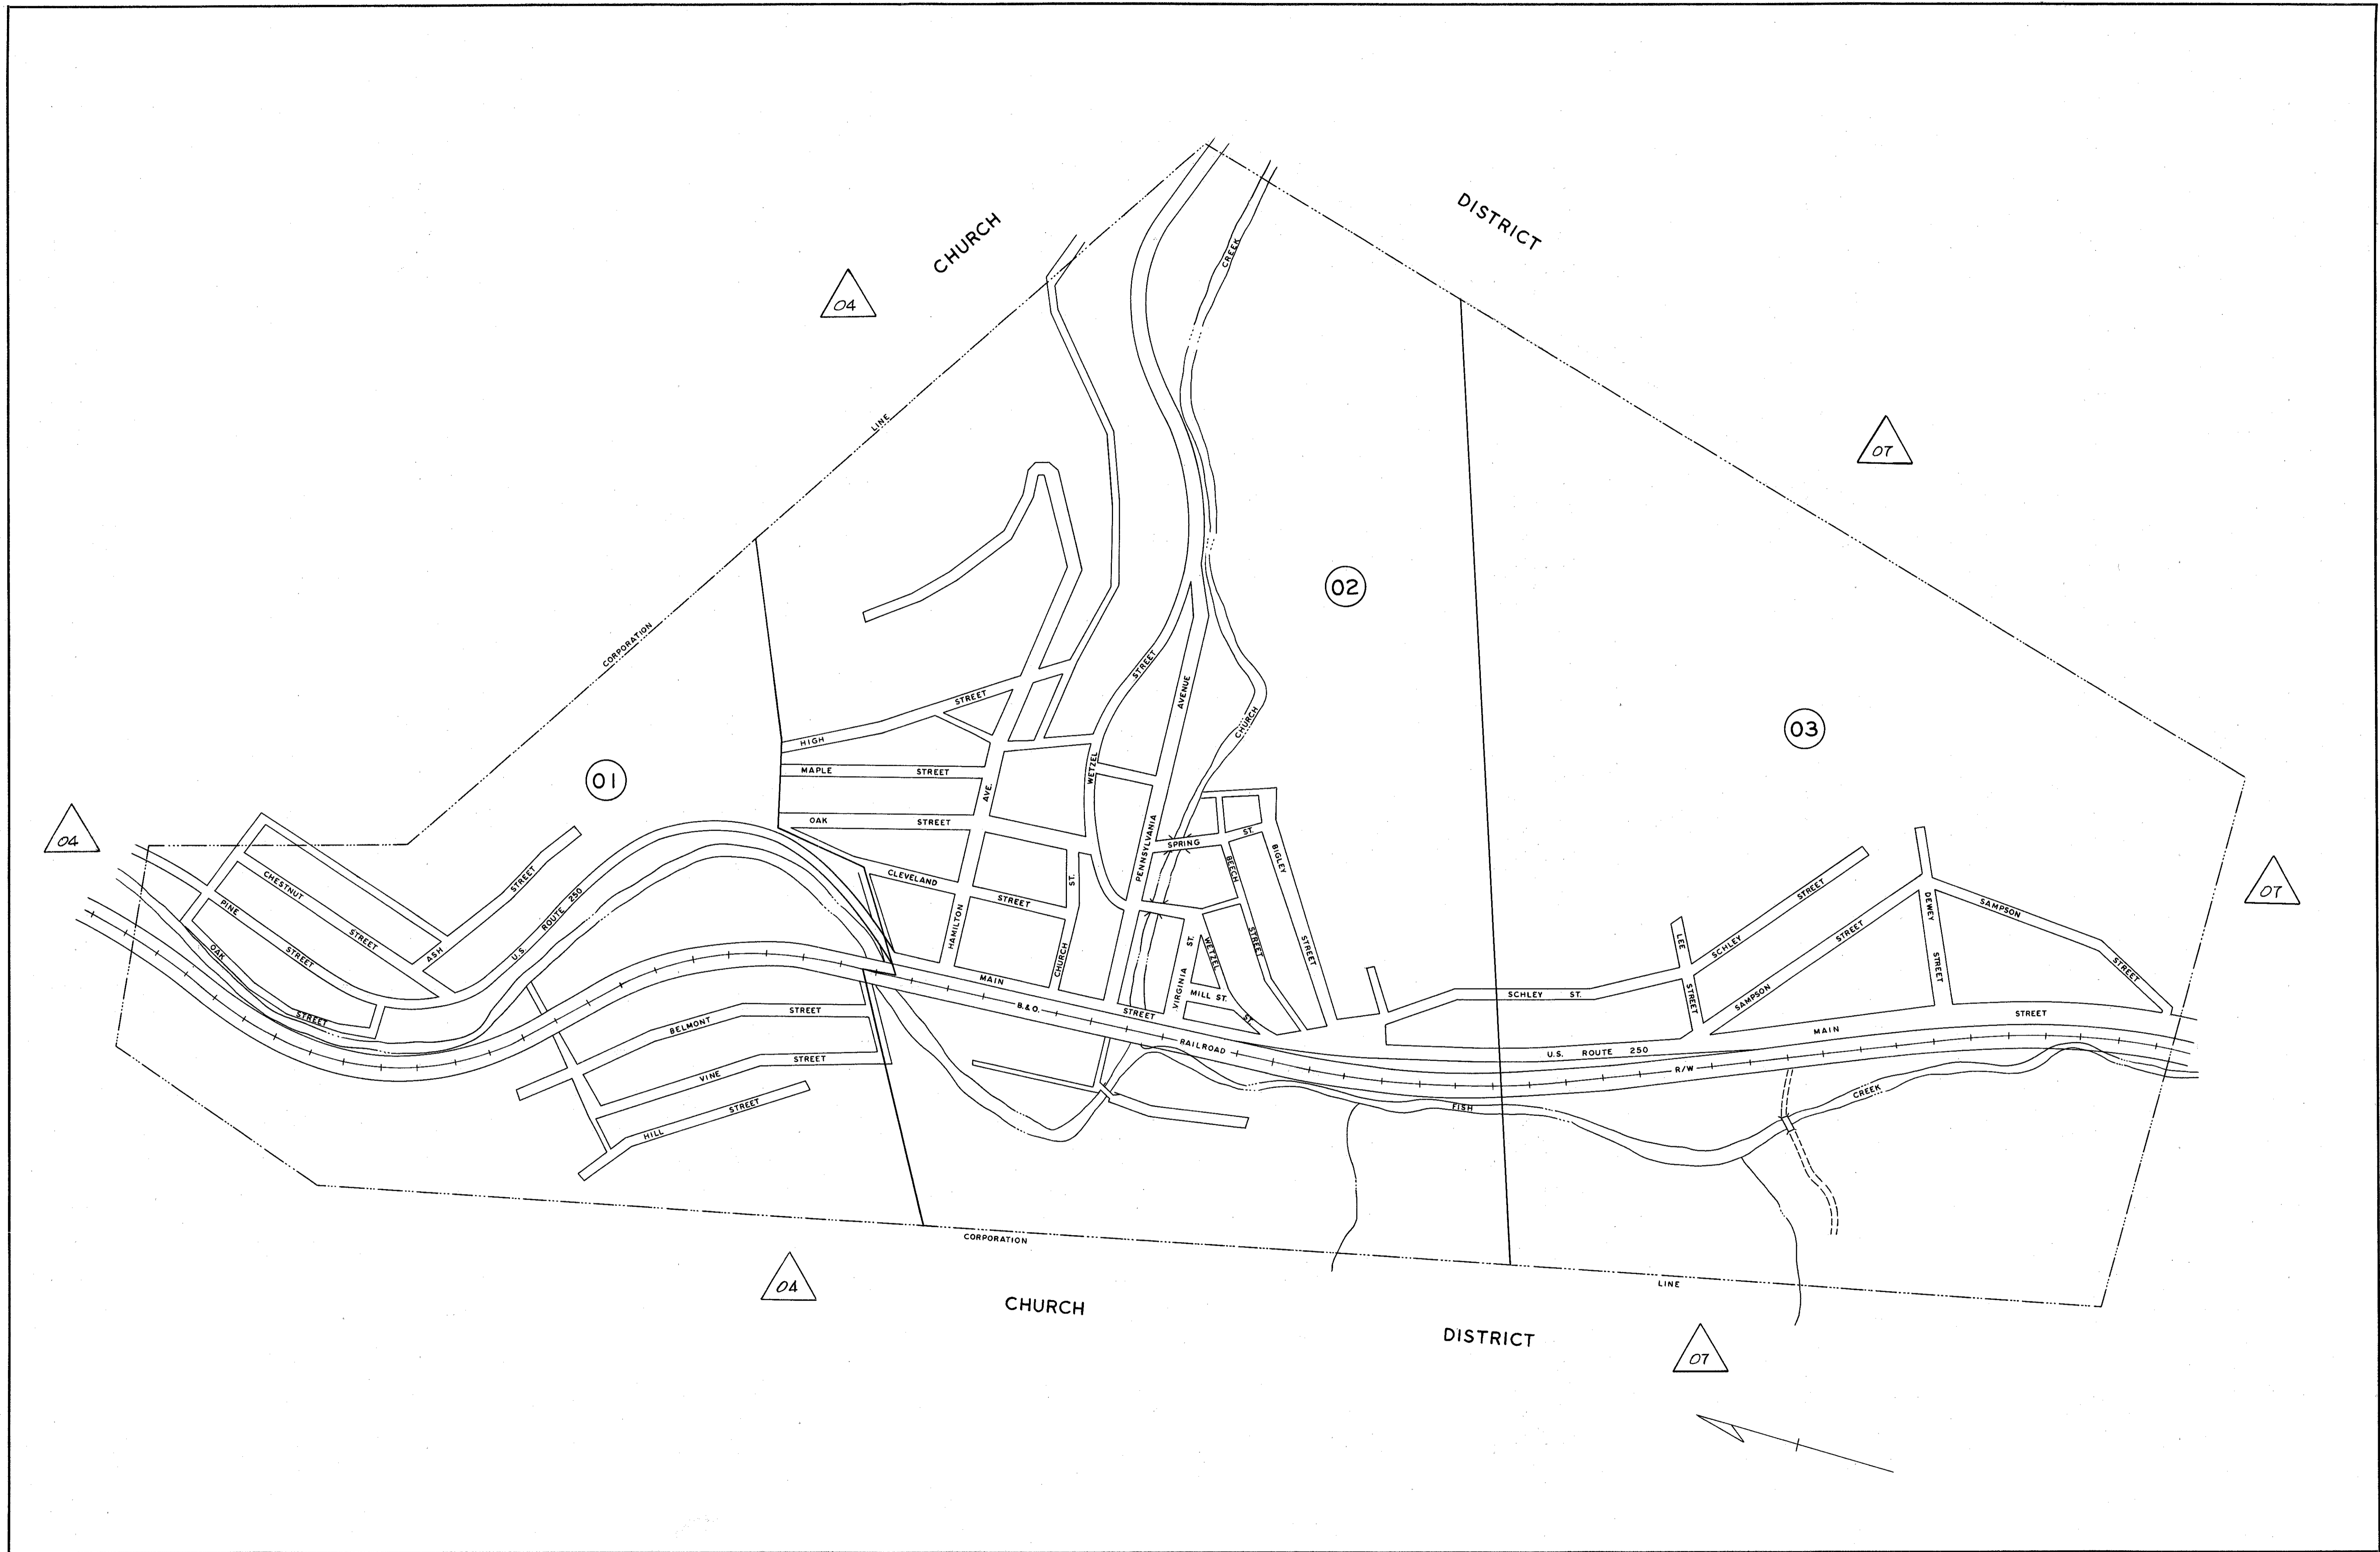 CHURCH
DISTRICT
04
CREEK
LINE
07
02
CORPORATION
STREET
AVENUE
HIGH
STREET
CHURCH
03
01
MAPLE STREET
WETZEL
AVE.
OAK STREET
04
PENNSYLVANIA
SPRING ST.
BEECH
STREET
BIGLEY
STREET
CLEVELAND
STREET
ST.
CHURCH
HAMILTON
CHESTNUT
STREET
PINE
STREET
OAK
STREET
ASH
STREET
U.S. ROUTE 250
07
LEE
STREET
SCHLEY
STREET
SAMPSON
STREET
DEWEY
STREET
SAMPSON
STREET
MAIN
STREET
VIRGINIA
ST.
WETZEL
ST.
MILL ST.
SCHLEY ST.
B.&O.
RAILROAD
R/W
U.S. ROUTE 250
MAIN
STREET
BELMONT
STREET
VINE
STREET
HILL
STREET
FISH
CREEK
CORPORATION
LINE
04
CHURCH
DISTRICT
07